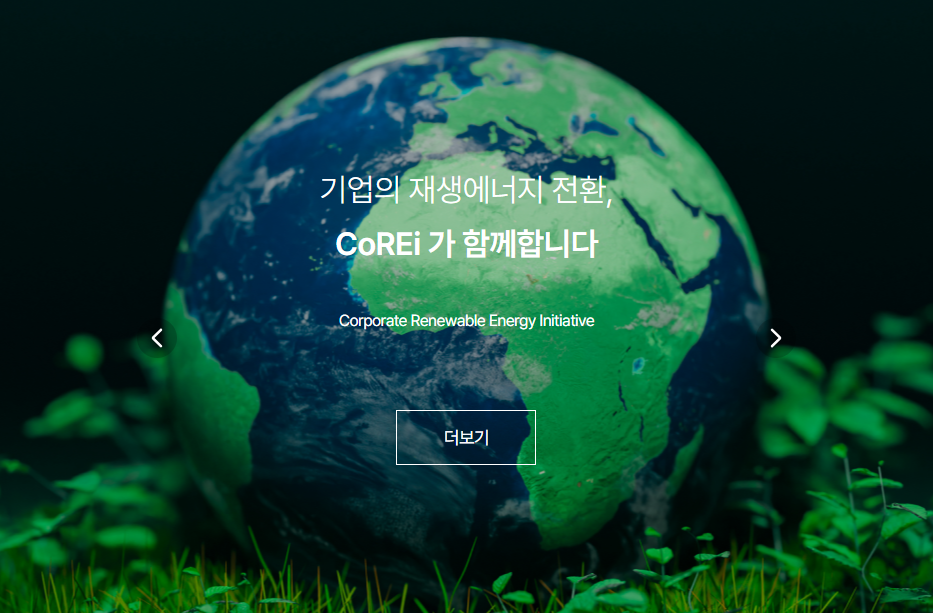 기업의 재생에너지 전환,
CoREi 가 함께합니다
Corporate Renewable Energy Initiative
더보기